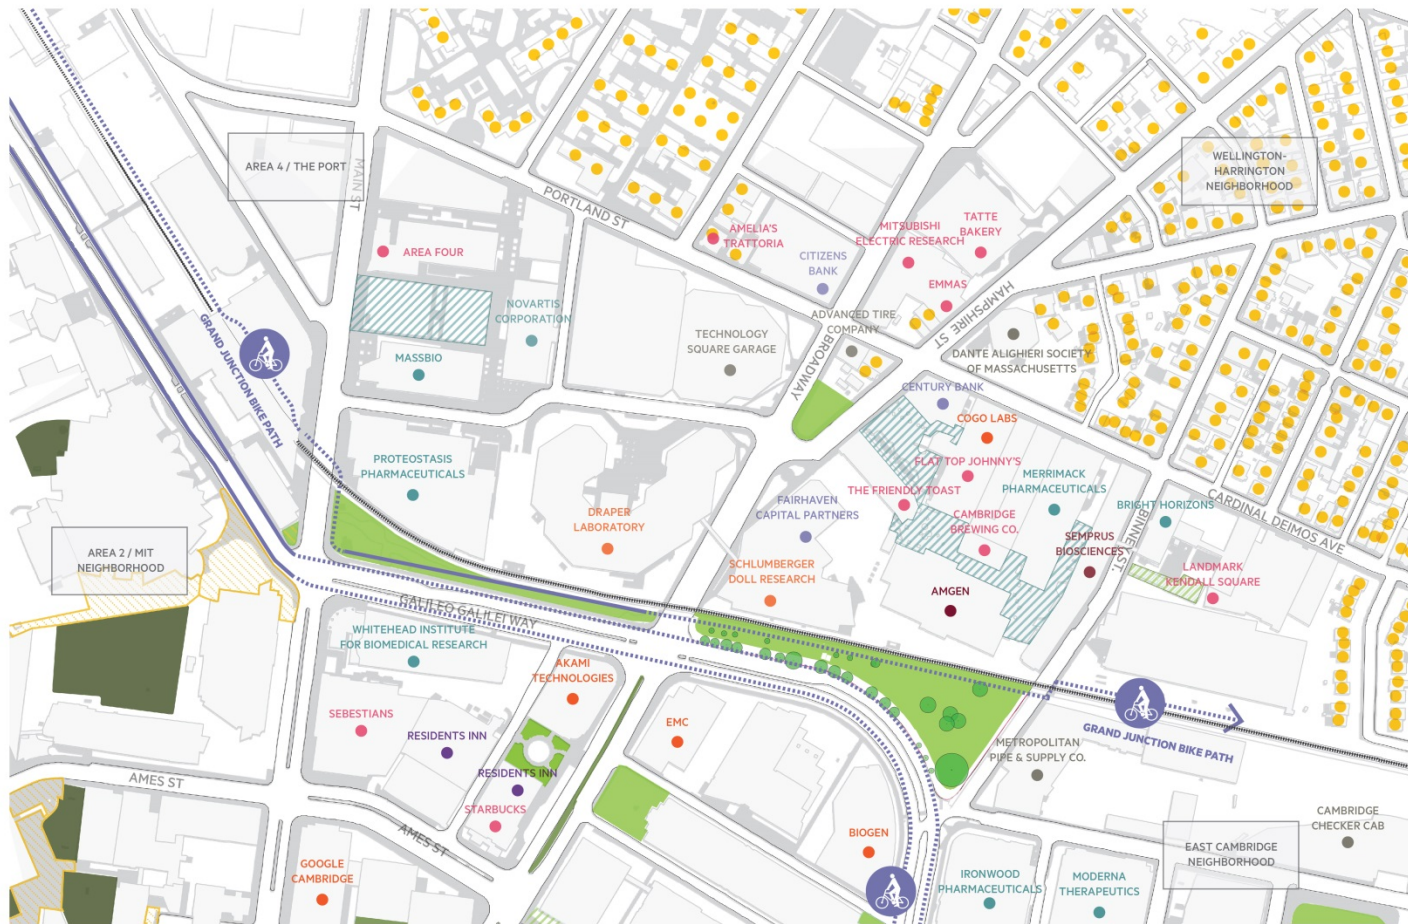 AREA 4 / THE PORT
MAIN ST
WELLINGTON-
HARRINGTON
NEIGHBORHOOD
PORTLAND ST
AREA FOUR
AMELIA'S
TRATTORIA
MITSUBISHI
ELECTRIC RESEARCH
TATTE
BAKERY
CITIZENS
BANK
EMMAS
HAMPSHIRE ST
NOVARTIS
CORPORATION
ADVANCED TIRE
COMPANY
TECHNOLOGY
SQUARE GARAGE
BROADWAY
DANTE ALIGHIERI SOCIETY
OF MASSACHUSETTS
GRAND JUNCTION BIKE PATH
MASSBIO
CENTURY BANK
COGO LABS
PROTEOSTASIS
PHARMACEUTICALS
FLAT TOP JOHNNY'S
THE FRIENDLY TOAST
MERRIMACK
PHARMACEUTICALS
CARDINAL DEIMOS AVE
FAIRHAVEN
CAPITAL PARTNERS
DRAPER
LABORATORY
CAMBRIDGE
BREWING CO.
BINNEY ST.
BRIGHT HORIZONS
SEMPRUS
BIOSCIENCES
AREA 2 / MIT
NEIGHBORHOOD
SCHLUMBERGER
DOLL RESEARCH
AMGEN
LANDMARK
KENDALL SQUARE
GALILEO GALILEI WAY
WHITEHEAD INSTITUTE
FOR BIOMEDICAL RESEARCH
AKAMI
TECHNOLOGIES
SEBESTIANS
RESIDENTS INN
EMC
GRAND JUNCTION BIKE PATH
METROPOLITAN
PIPE & SUPPLY CO.
RESIDENTS INN
AMES ST
STARBUCKS
AMES ST
BIOGEN
CAMBRIDGE
CHECKER CAB
EAST CAMBRIDGE
NEIGHBORHOOD
GOOGLE
CAMBRIDGE
IRONWOOD
PHARMACEUTICALS
MODERNA
THERAPEUTICS